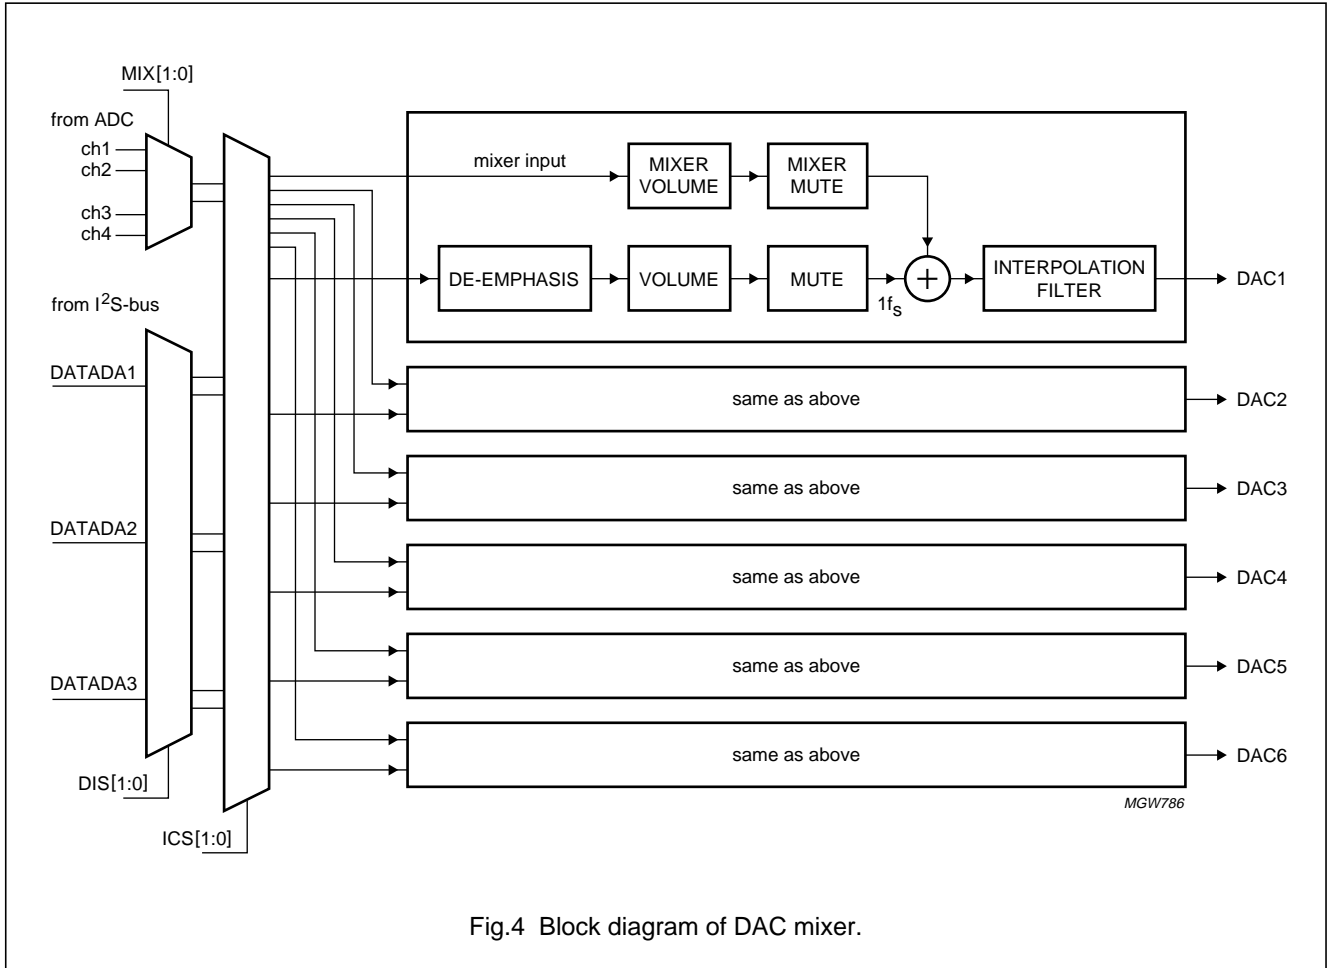 MIX[1:0]
from ADC
ch1
ch2
ch3
ch4
from I2S-bus
DATADA1
DATADA2
DATADA3
DIS[1:0]
ICS[1:0]
mixer input
MIXER
VOLUME
MIXER
MUTE
DE-EMPHASIS
VOLUME
MUTE
1fs
+
INTERPOLATION
FILTER
DAC1
same as above
DAC2
same as above
DAC3
same as above
DAC4
same as above
DAC5
same as above
DAC6
MGW786
Fig.4 Block diagram of DAC mixer.